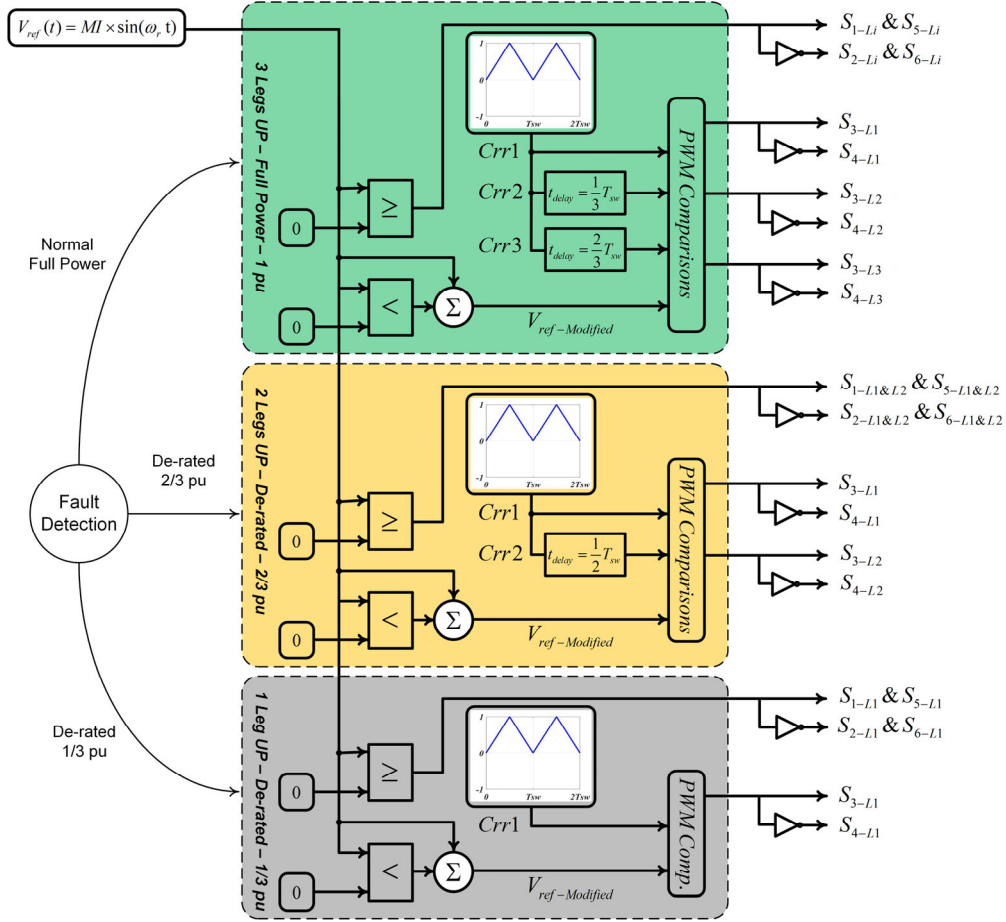 V_ref (t) = MI × sin(ω_r t)
Normal
Full Power
Fault
Detection
De-rated
2/3 pu
De-rated
1/3 pu
3 Legs UP – Full Power – 1 pu
1
0
-1
0 Tsw 2Tsw
Crr1
Crr2
t_delay = 1/3 T_sw
Crr3
t_delay = 2/3 T_sw
0
≥
0
<
Σ
V_ref−Modified
PWM Comparisons
S_1−Li & S_5−Li
S_2−Li & S_6−Li
S_3−L1
S_4−L1
S_3−L2
S_4−L2
S_3−L3
S_4−L3
2 Legs UP – De-rated – 2/3 pu
1
0
-1
0 Tsw 2Tsw
Crr1
Crr2
t_delay = 1/2 T_sw
0
≥
0
<
Σ
V_ref−Modified
PWM Comparisons
S_1−L1&L2 & S_5−L1&L2
S_2−L1&L2 & S_6−L1&L2
S_3−L1
S_4−L1
S_3−L2
S_4−L2
1 Leg UP – De-rated – 1/3 pu
1
0
-1
0 Tsw 2Tsw
Crr1
0
≥
0
<
Σ
V_ref−Modified
PWM Comp.
S_1−L1 & S_5−L1
S_2−L1 & S_6−L1
S_3−L1
S_4−L1